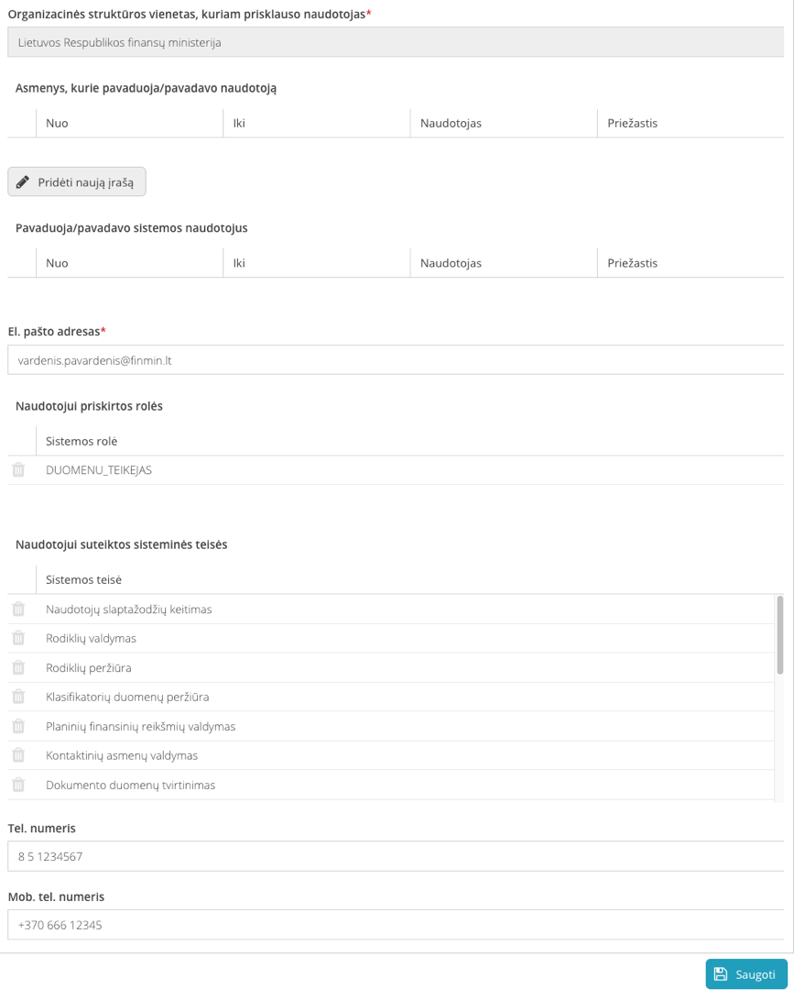 Organizacinės struktūros vienetas, kuriam prisklauso naudotojas*
Lietuvos Respublikos finansų ministerija
Asmenys, kurie pavaduoja/pavadavo naudotoją
Nuo Iki Naudotojas Priežastis
Pridėti naują įrašą
Pavaduoja/pavadavo sistemos naudotojus
Nuo Iki Naudotojas Priežastis
El. pašto adresas*
vardenis.pavardenis@finmin.lt
Naudotojui priskirtos rolės
Sistemos rolė
DUOMENU_TEIKEJAS
Naudotojui suteiktos sisteminės teisės
Sistemos teisė
Naudotojų slaptažodžių keitimas
Rodiklių valdymas
Rodiklių peržiūra
Klasifikatorių duomenų peržiūra
Planinių finansinių reikšmių valdymas
Kontaktinių asmenų valdymas
Dokumento duomenų tvirtinimas
Tel. numeris
8 5 1234567
Mob. tel. numeris
+370 666 12345
Saugoti